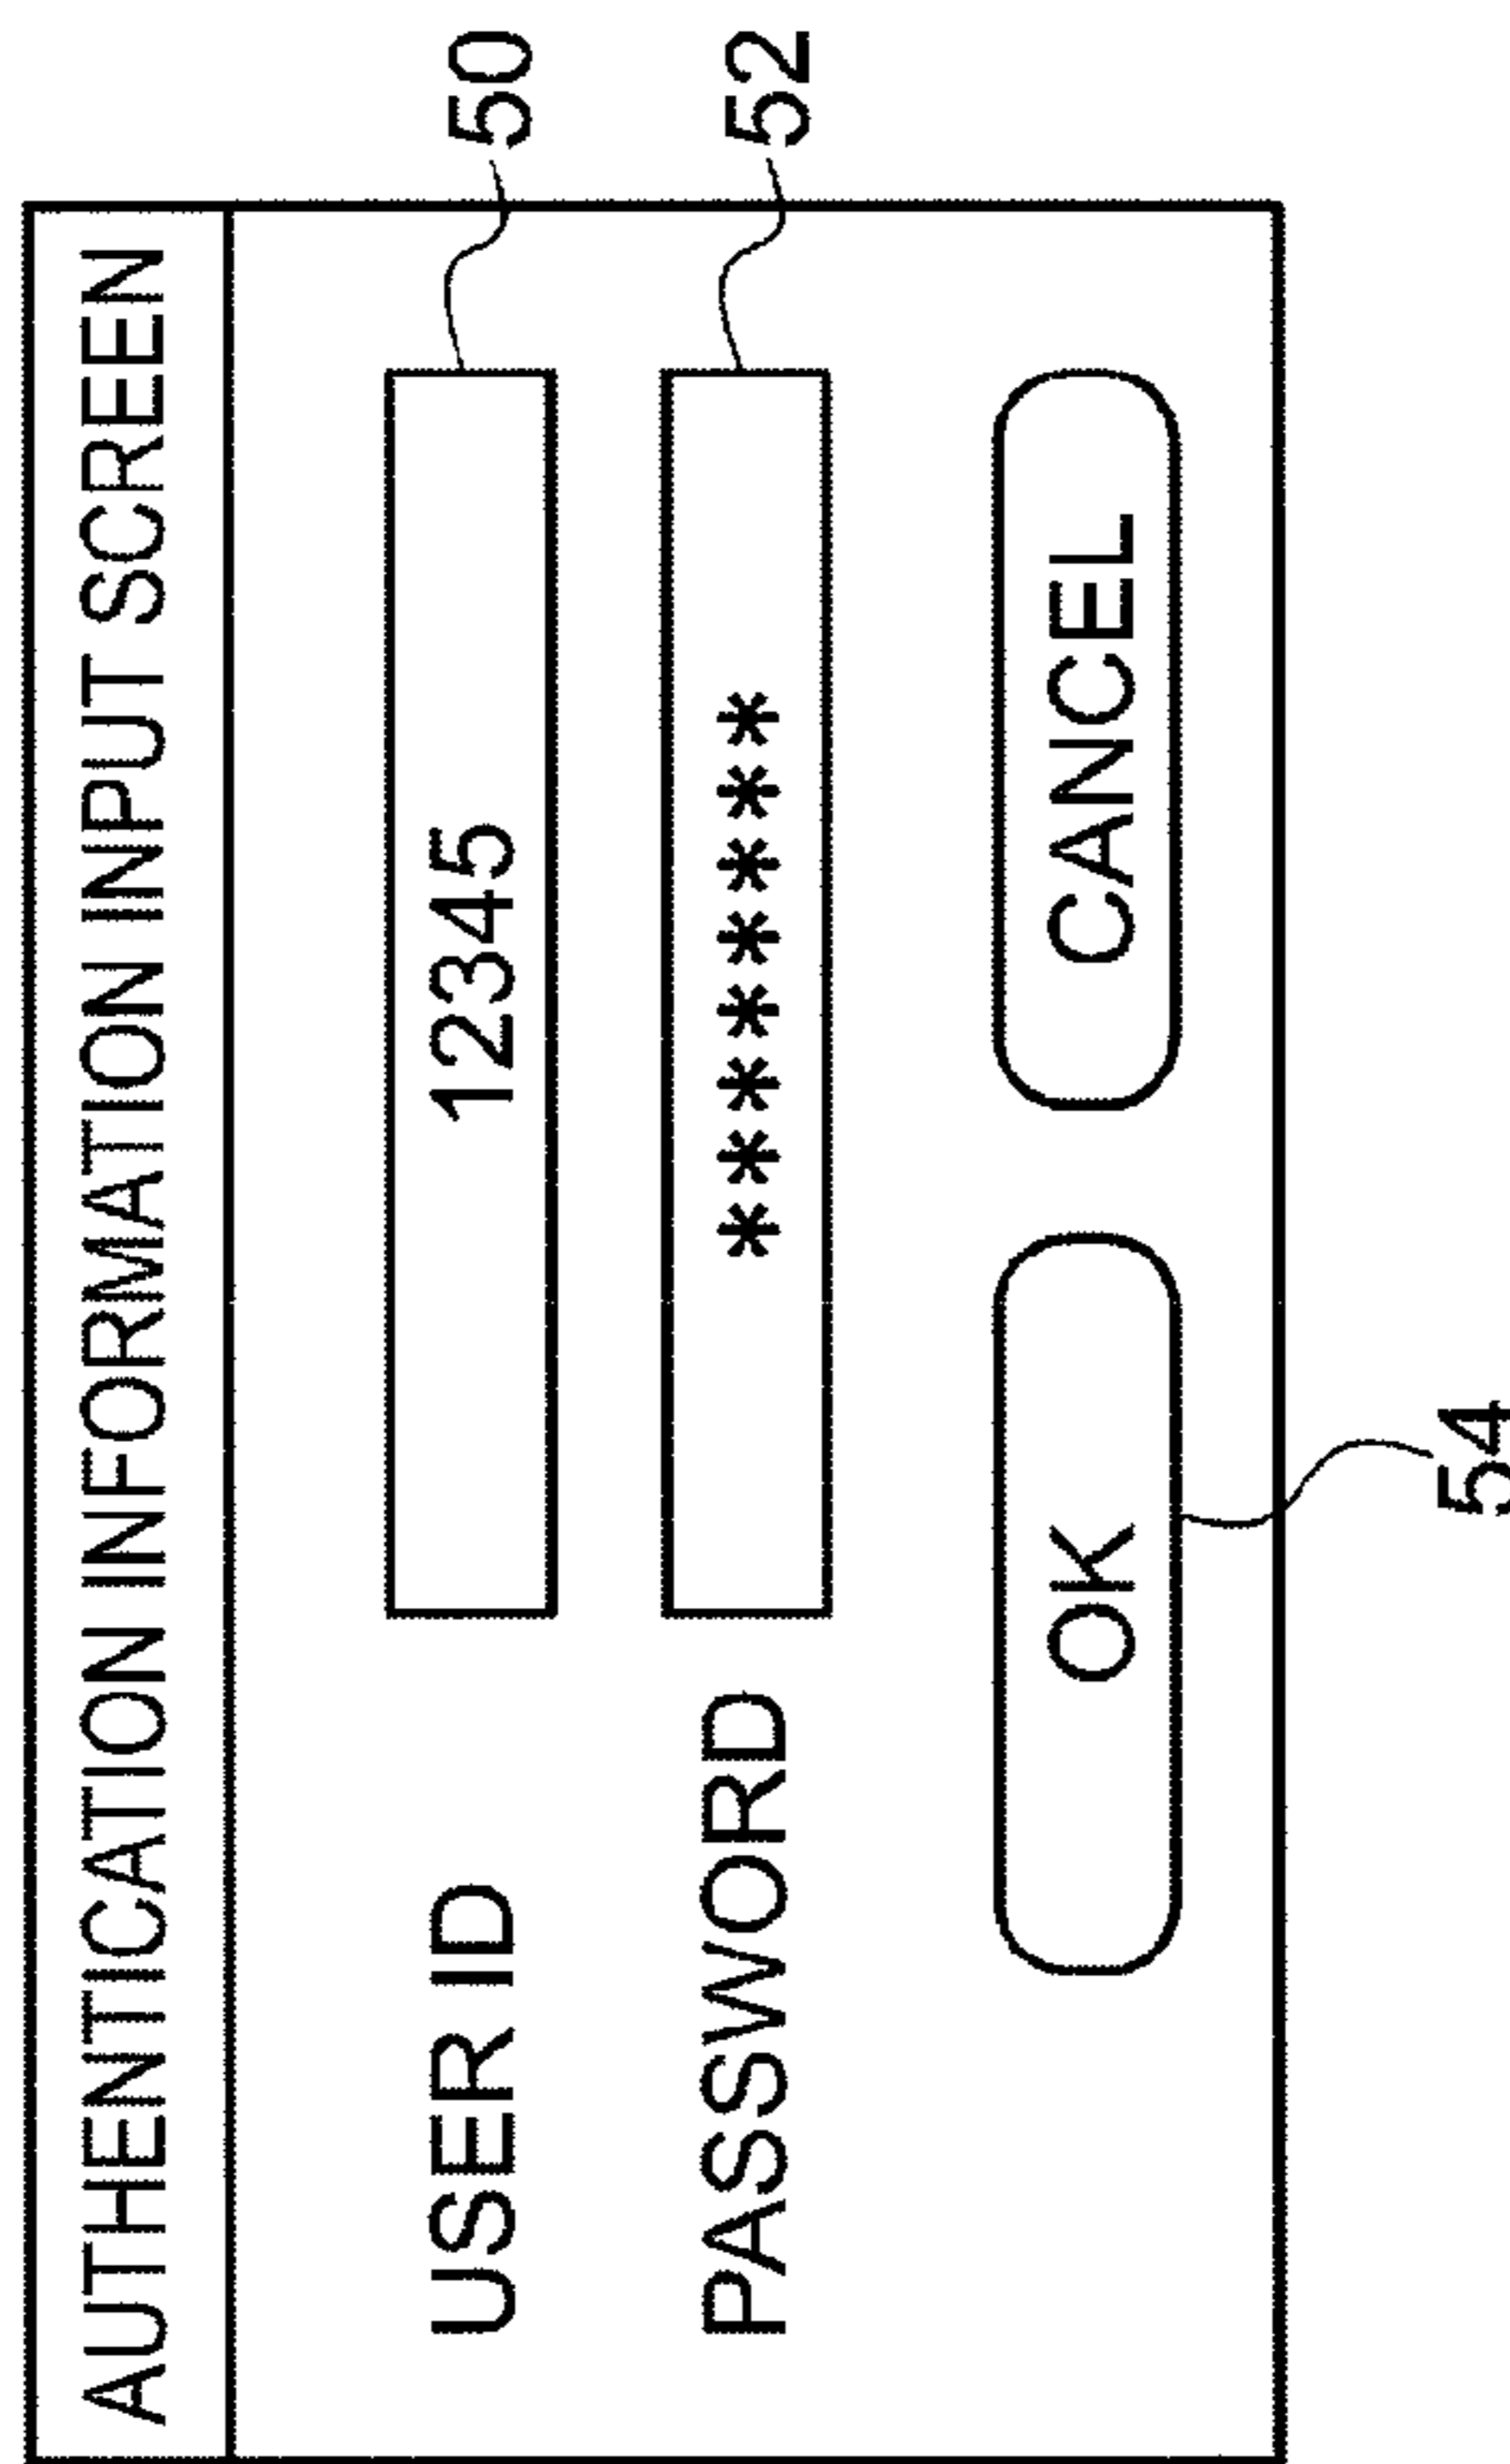 AUTHENTICATION INFORMATION INPUT SCREEN
USER ID 12345 50
PASSWORD ******** 52
OK CANCEL
54